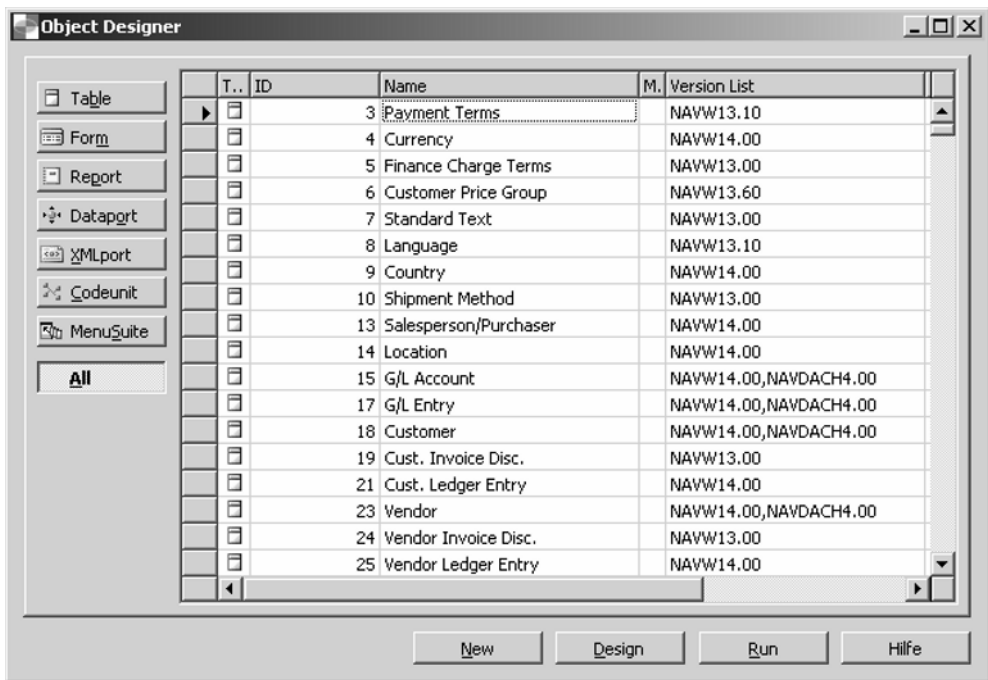 Object Designer
Table
Form
Report
Dataport
XMLport
Codeunit
MenuSuite
All
T.. ID Name M. Version List
3 Payment Terms NAVW13.10
4 Currency NAVW14.00
5 Finance Charge Terms NAVW13.00
6 Customer Price Group NAVW13.60
7 Standard Text NAVW13.00
8 Language NAVW13.10
9 Country NAVW14.00
10 Shipment Method NAVW13.00
13 Salesperson/Purchaser NAVW14.00
14 Location NAVW14.00
15 G/L Account NAVW14.00,NAVDACH4.00
17 G/L Entry NAVW14.00,NAVDACH4.00
18 Customer NAVW14.00,NAVDACH4.00
19 Cust. Invoice Disc. NAVW13.00
21 Cust. Ledger Entry NAVW14.00
23 Vendor NAVW14.00,NAVDACH4.00
24 Vendor Invoice Disc. NAVW13.00
25 Vendor Ledger Entry NAVW14.00
New Design Run Hilfe